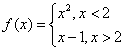 f(x) = { x², x < 2
x − 1, x > 2